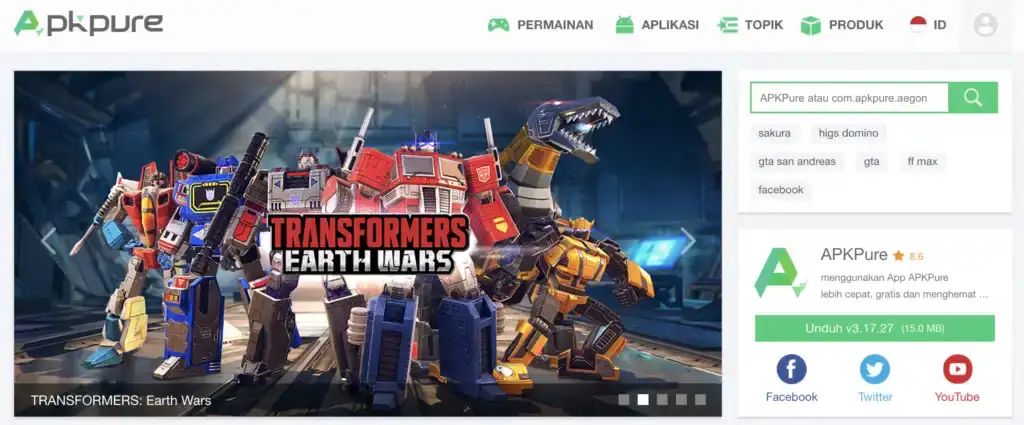 Apkpure
PERMAINAN
APLIKASI
TOPIK
PRODUK
ID
TRANSFORMERS
EARTH WARS
TRANSFORMERS: Earth Wars
APKPure atau com.apkpure.aegon
sakura
higs domino
gta san andreas
gta
ff max
facebook
APKPure 8.6
menggunakan App APKPure
lebih cepat, gratis dan menghemat ...
Unduh v3.17.27 (15.0 MB)
Facebook
Twitter
YouTube